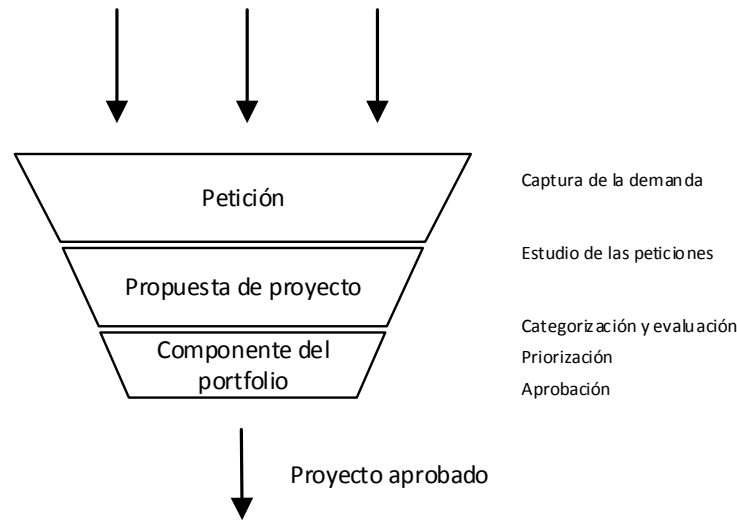 Petición
Captura de la demanda
Estudio de las peticiones
Propuesta de proyecto
Categorización y evaluación
Componente del
portfolio
Priorización
Aprobación
Proyecto aprobado